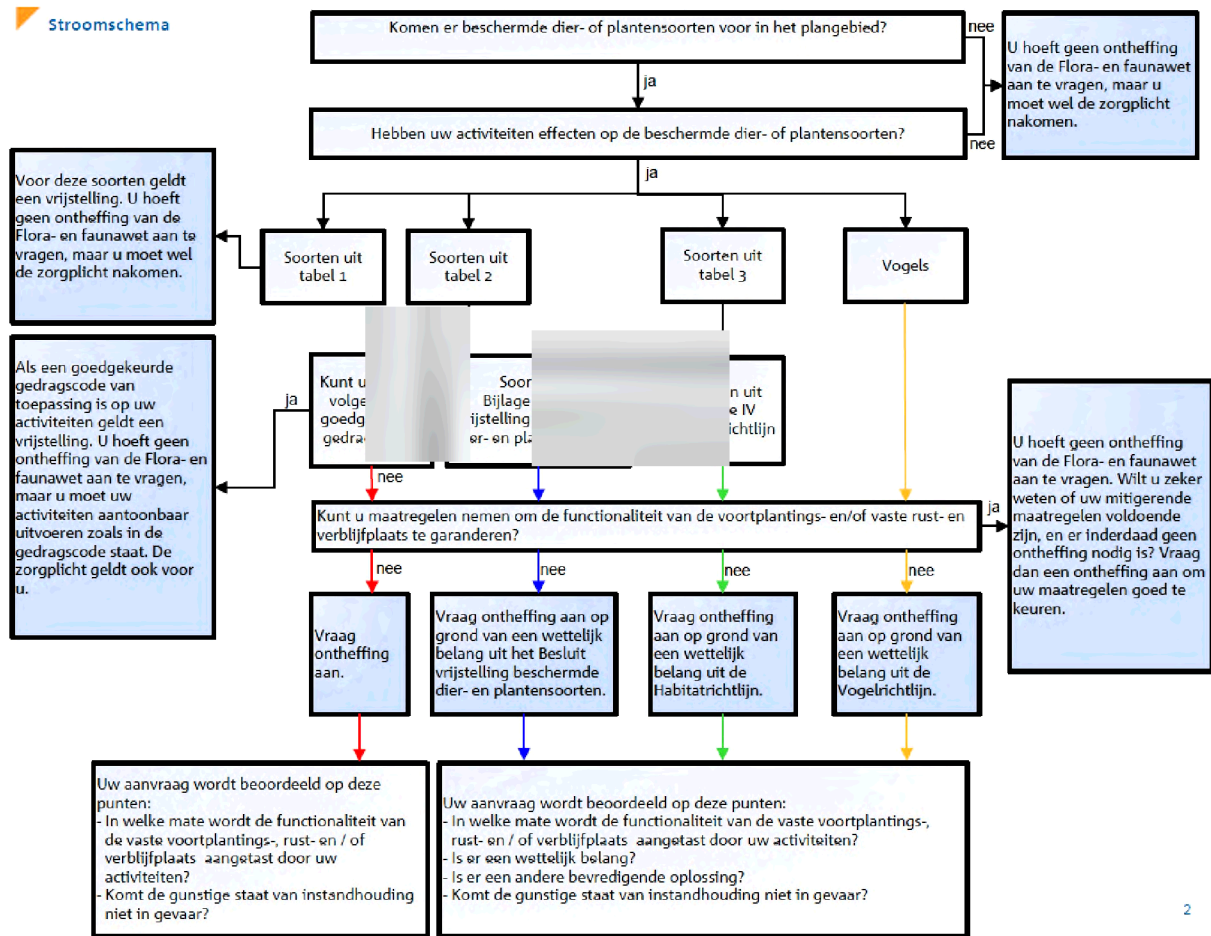 Stroomschema
Komen er beschermde dier- of plantensoorten voor in het plangebied?
nee
U hoeft geen ontheffing
van de Flora- en faunawet
aan te vragen, maar u
moet wel de zorgplicht
nakomen.
ja
Hebben uw activiteiten effecten op de beschermde dier- of plantensoorten?
nee
ja
Voor deze soorten geldt
een vrijstelling. U hoeft
geen ontheffing van de
Flora- en faunawet aan te
vragen, maar u moet wel
de zorgplicht nakomen.
Soorten uit
tabel 1
Soorten uit
tabel 2
Soorten uit
tabel 3
Vogels
Als een goedgekeurde
gedragscode van
toepassing is op uw
activiteiten geldt een
vrijstelling. U hoeft geen
ontheffing van de Flora- en
faunawet aan te vragen,
maar u moet uw
activiteiten aantoonbaar
uitvoeren zoals in de
gedragscode staat. De
zorgplicht geldt ook voor
u.
ja
Kunt u
volge
goedg
gedra
Soor
Bijlage
ijstelling
er- en pl
n uit
e IV
ichtlijn
nee
Kunt u maatregelen nemen om de functionaliteit van de voortplantings- en/of vaste rust- en
verblijfplaats te garanderen?
ja
U hoeft geen ontheffing
van de Flora- en faunawet
aan te vragen. Wilt u zeker
weten of uw mitigerende
maatregelen voldoende
zijn, en er inderdaad geen
ontheffing nodig is? Vraag
dan een ontheffing aan om
uw maatregelen goed te
keuren.
nee
nee
nee
nee
Vraag
ontheffing
aan.
Vraag ontheffing aan op
grond van een wettelijk
belang uit het Besluit
vrijstelling beschermde
dier- en plantensoorten.
Vraag ontheffing
aan op grond van
een wettelijk
belang uit de
Habitatrichtlijn.
Vraag ontheffing
aan op grond van
een wettelijk
belang uit de
Vogelrichtlijn.
Uw aanvraag wordt beoordeeld op deze
punten:
- In welke mate wordt de functionaliteit van
de vaste voortplantings-, rust- en / of
verblijfplaats aangetast door uw
activiteiten?
- Komt de gunstige staat van instandhouding
niet in gevaar?
Uw aanvraag wordt beoordeeld op deze punten:
- In welke mate wordt de functionaliteit van de vaste voortplantings-,
rust- en / of verblijfplaats aangetast door uw activiteiten?
- Is er een wettelijk belang?
- Is er een andere bevredigende oplossing?
- Komt de gunstige staat van instandhouding niet in gevaar?
2